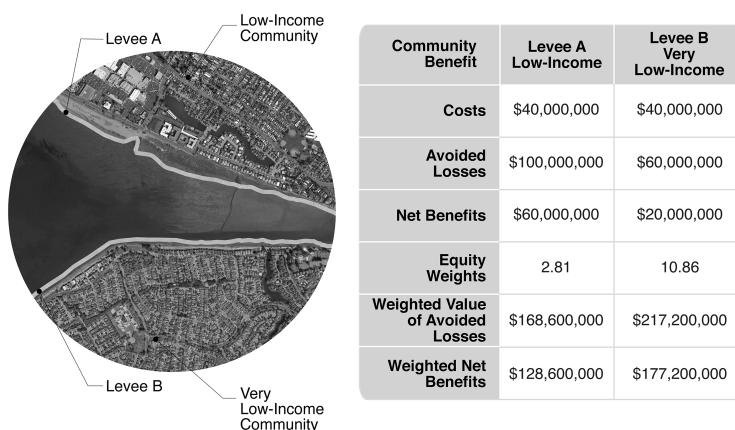 Levee A
Low-Income
Community
Levee B
Very
Low-Income
Community
Community
Benefit
Levee A
Low-Income
Levee B
Very
Low-Income
Costs
$40,000,000
$40,000,000
Avoided
Losses
$100,000,000
$60,000,000
Net Benefits
$60,000,000
$20,000,000
Equity
Weights
2.81
10.86
Weighted Value
of Avoided
Losses
$168,600,000
$217,200,000
Weighted Net
Benefits
$128,600,000
$177,200,000